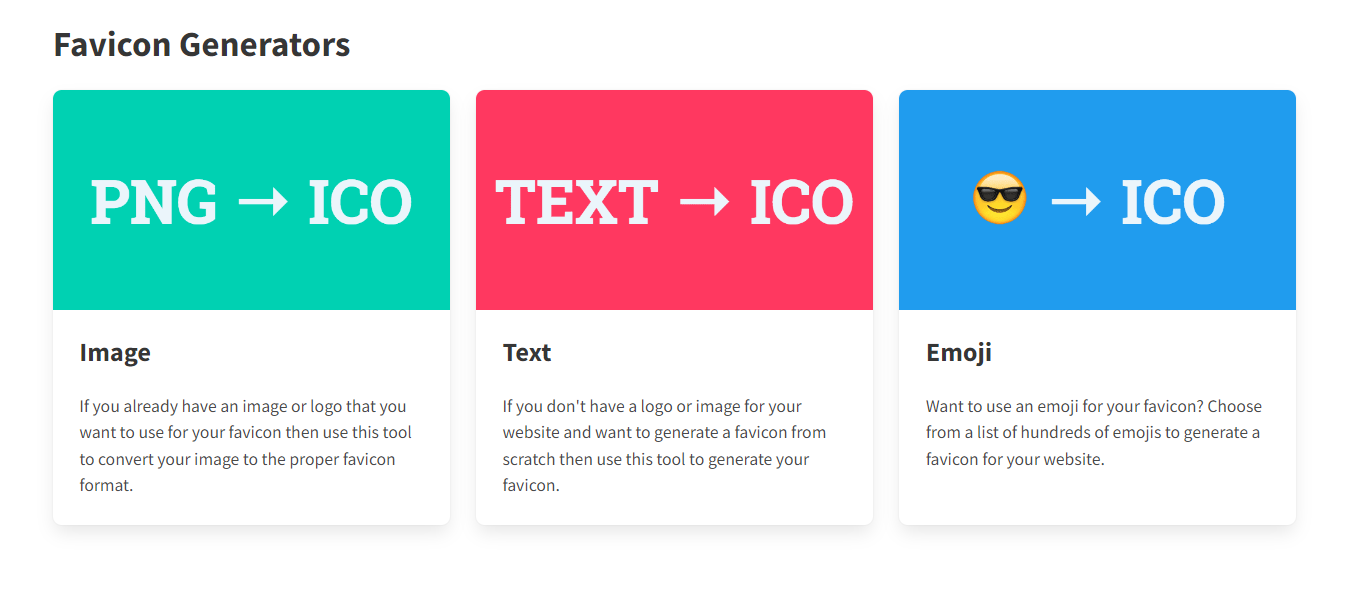 Favicon Generators
PNG → ICO
TEXT → ICO
😎 → ICO
Image
If you already have an image or logo that you
want to use for your favicon then use this tool
to convert your image to the proper favicon
format.
Text
If you don't have a logo or image for your
website and want to generate a favicon from
scratch then use this tool to generate your
favicon.
Emoji
Want to use an emoji for your favicon? Choose
from a list of hundreds of emojis to generate a
favicon for your website.